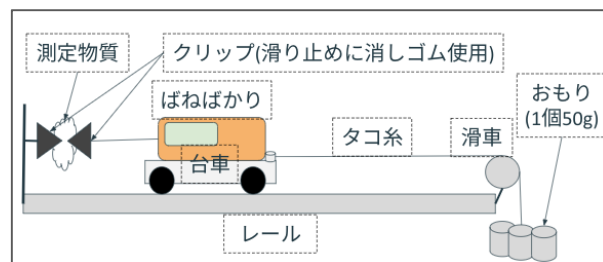 測定物質
クリップ(滑り止めに消しゴム使用)
ばねばかり
おもり
(1個50g)
タコ糸
滑車
台車
レール